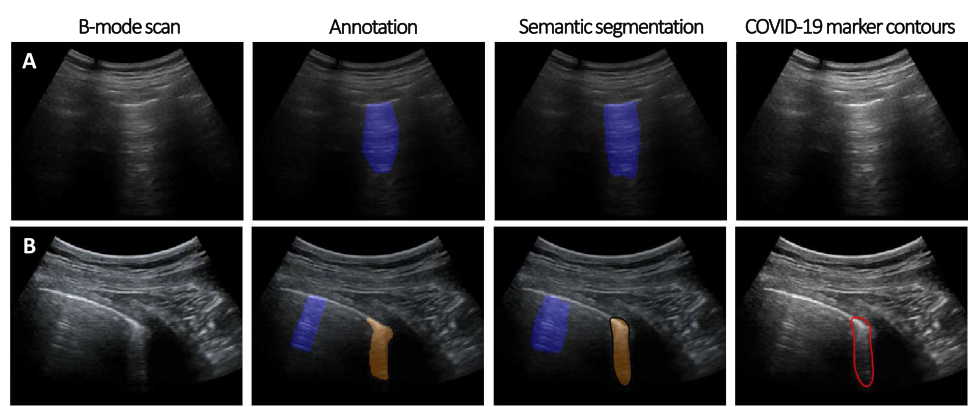 B-mode scan Annotation Semantic segmentation COVID-19 marker contours
A
B